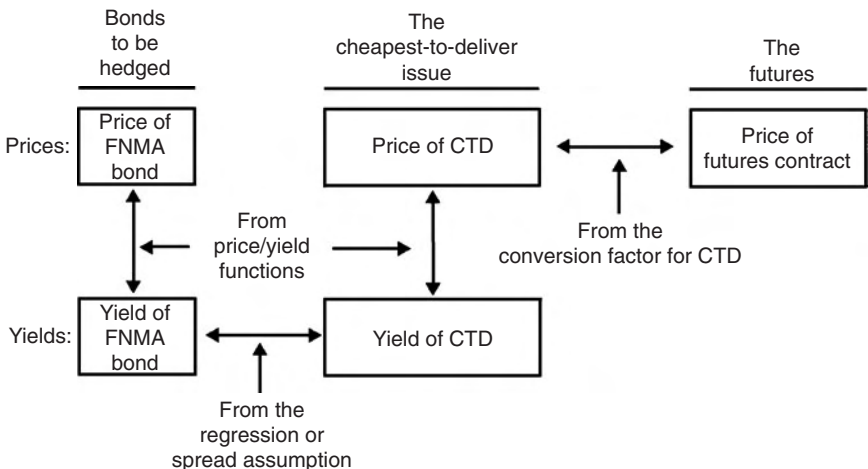 Bonds
to be
hedged
The
cheapest-to-deliver
issue
The
futures
Prices:
Price of
FNMA
bond
Price of CTD
Price of
futures contract
From
price/yield
functions
From the
conversion factor for CTD
Yields:
Yield of
FNMA
bond
Yield of CTD
From the
regression or
spread assumption